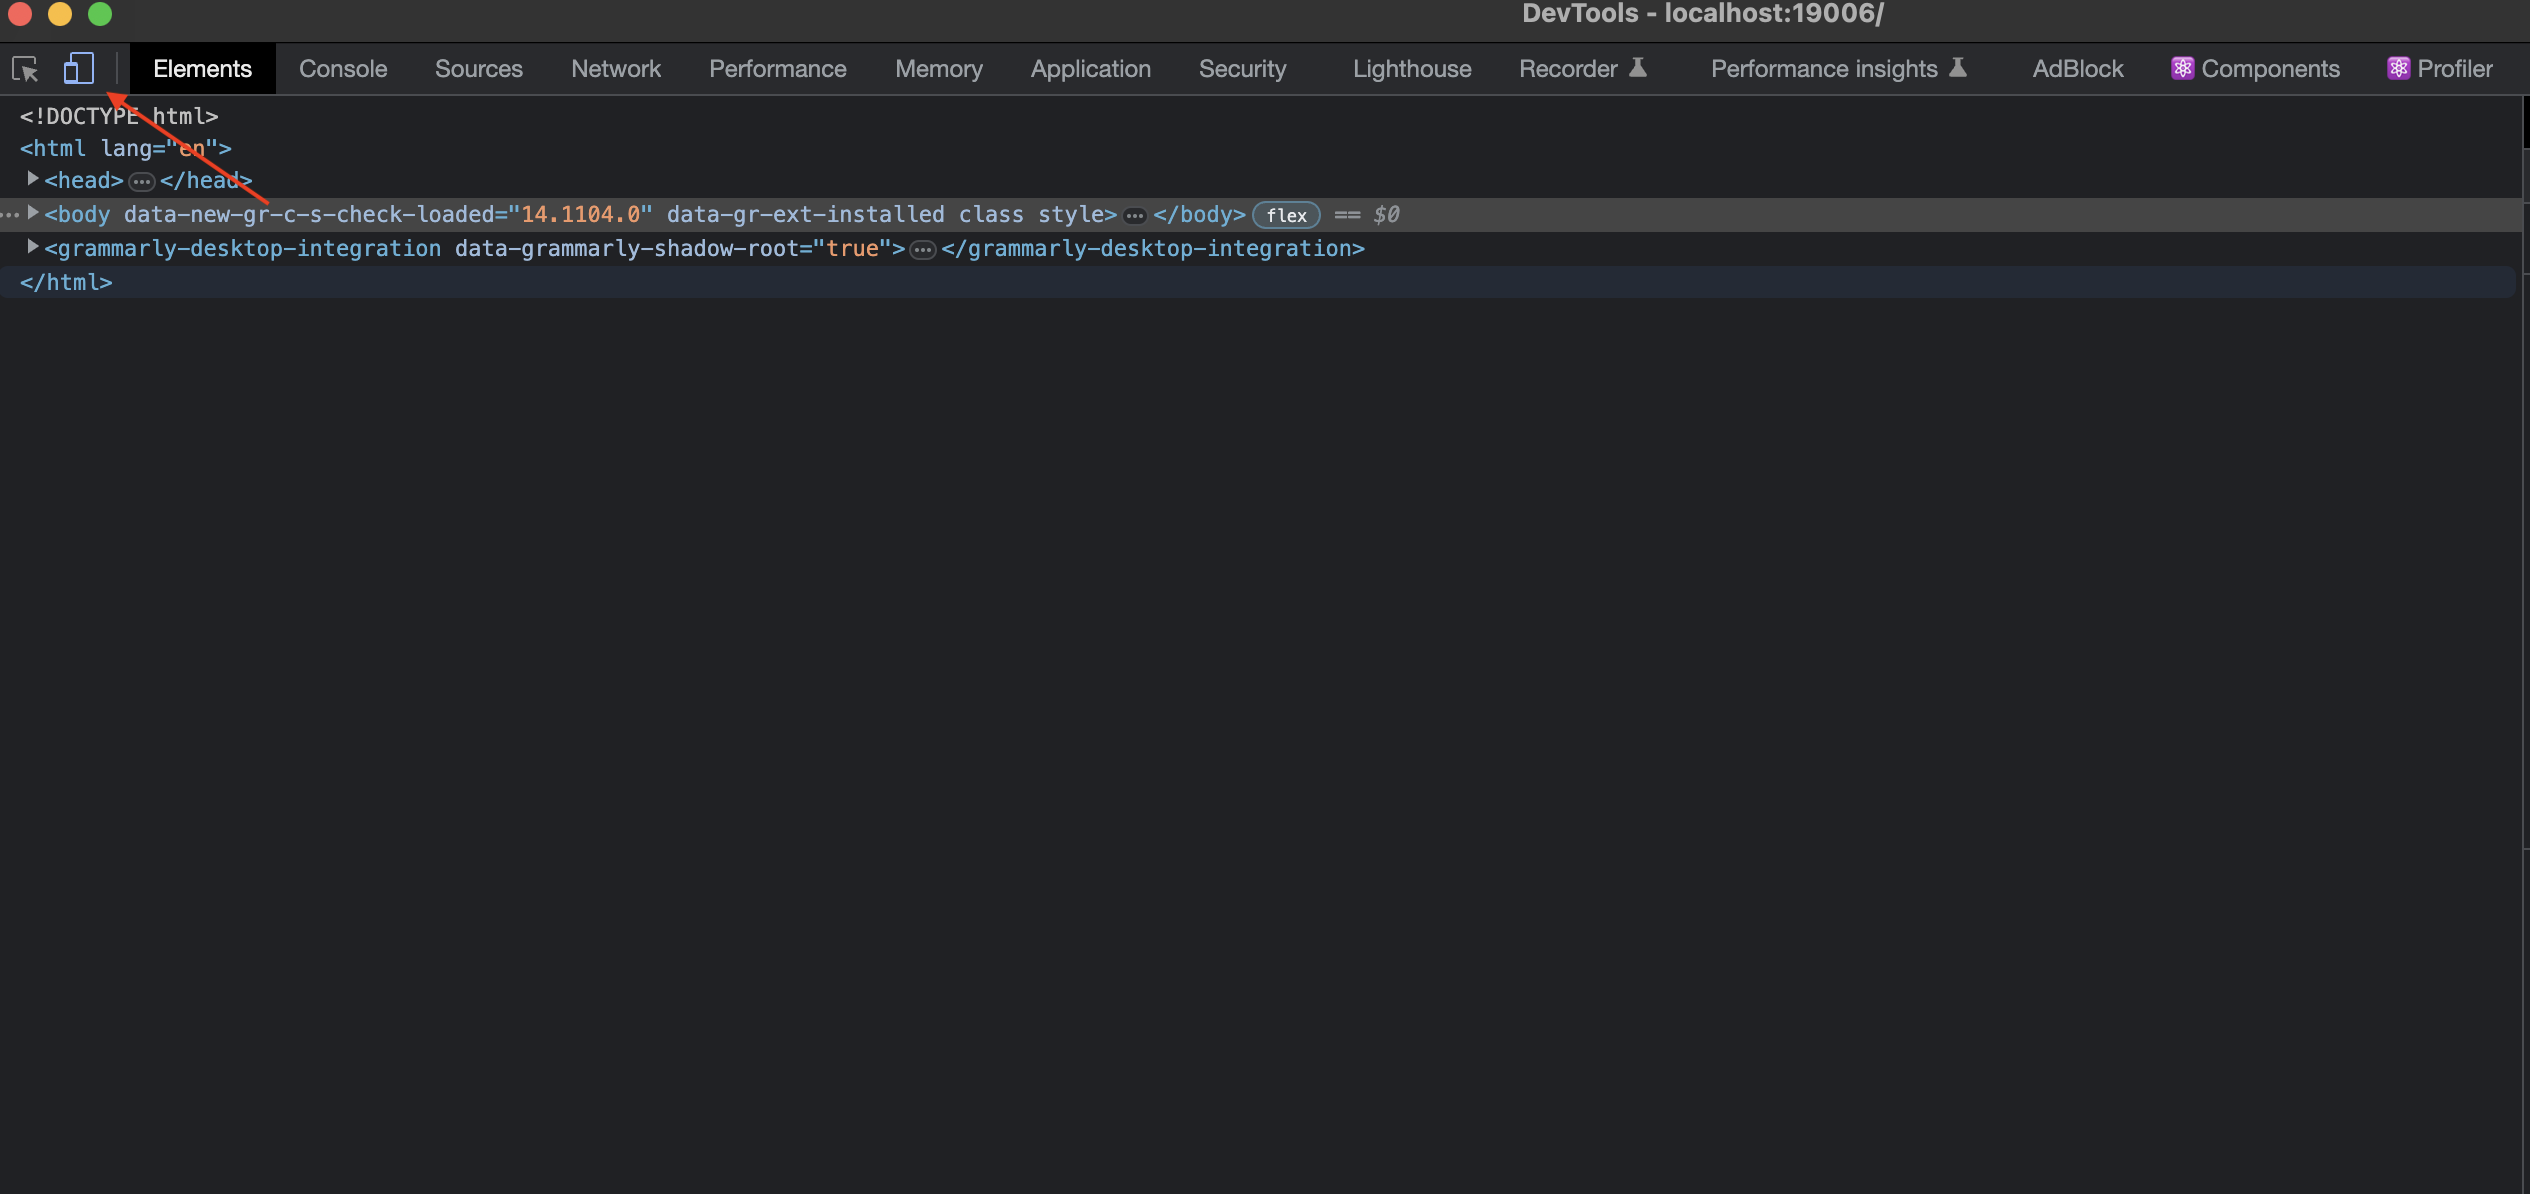 DevTools - localhost:19006/
Elements Console Sources Network Performance Memory Application Security Lighthouse Recorder Performance insights AdBlock Components Profiler
<!DOCTYPE html>
<html lang="en">
<head>…</head>
… <body data-new-gr-c-s-check-loaded="14.1104.0" data-gr-ext-installed class style>…</body> flex == $0
<grammarly-desktop-integration data-grammarly-shadow-root="true">…</grammarly-desktop-integration>
</html>